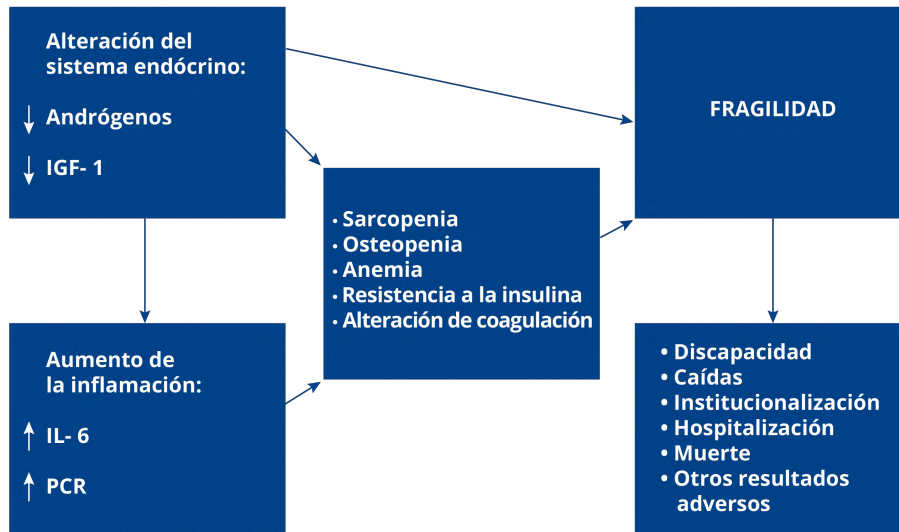 Alteración del
sistema endócrino:
↓ Andrógenos
↓ IGF- 1
Aumento de
la inflamación:
↑ IL- 6
↑ PCR
• Sarcopenia
• Osteopenia
• Anemia
• Resistencia a la insulina
• Alteración de coagulación
FRAGILIDAD
• Discapacidad
• Caídas
• Institucionalización
• Hospitalización
• Muerte
• Otros resultados
adversos